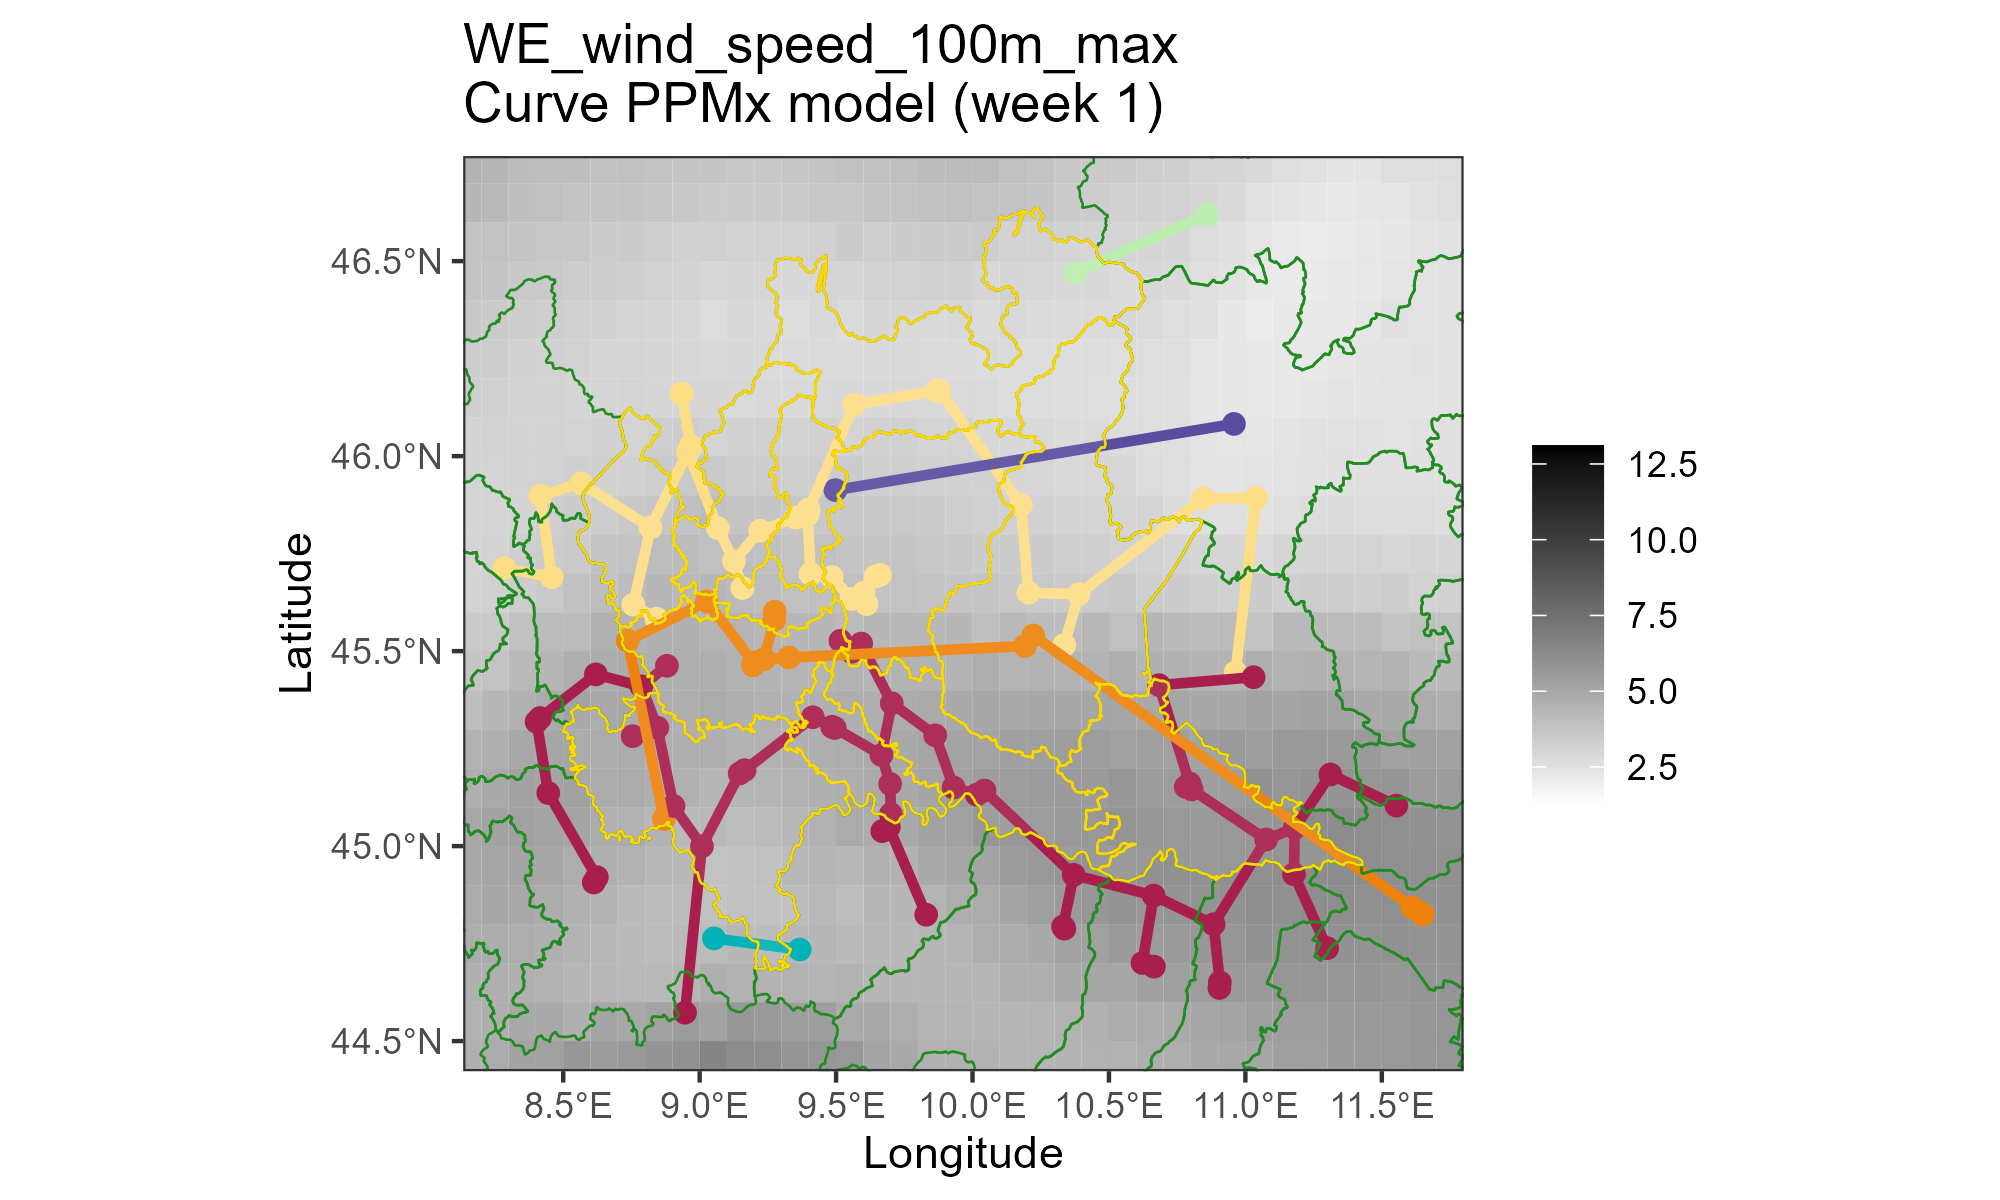 WE_wind_speed_100m_max
Curve PPMx model (week 1)
46.5°N
46.0°N
45.5°N
45.0°N
44.5°N
Latitude
8.5°E
9.0°E
9.5°E
10.0°E
10.5°E
11.0°E
11.5°E
Longitude
12.5
10.0
7.5
5.0
2.5